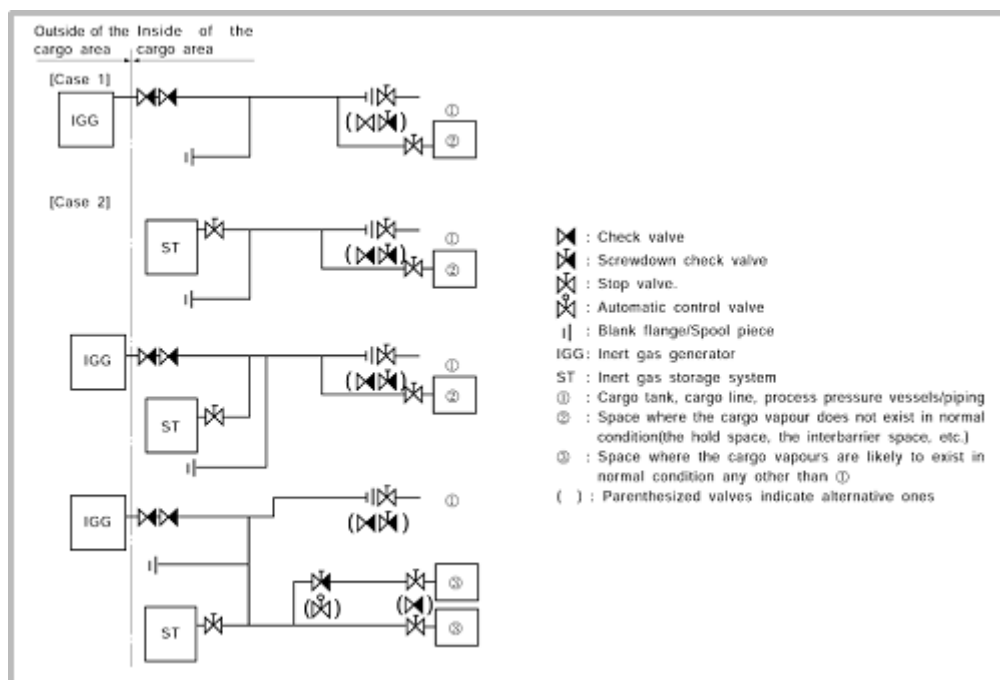 Outside of the Inside of the
cargo area cargo area
[Case 1]
IGG
①
( )
②
[Case 2]
ST
①
( )
②
IGG
①
( )
②
ST
IGG
①
( )
③
( )
( )
ST
③
: Check valve
: Screwdown check valve
: Stop valve.
: Automatic control valve
: Blank flange/Spool piece
IGG: Inert gas generator
ST : Inert gas storage system
① : Cargo tank, cargo line, process pressure vessels/piping
② : Space where the cargo vapour does not exist in normal
condition(the hold space, the interbarrier space, etc.)
③ : Space where the cargo vapours are likely to exist in
normal condition any other than ①
( ) : Parenthesized valves indicate alternative ones